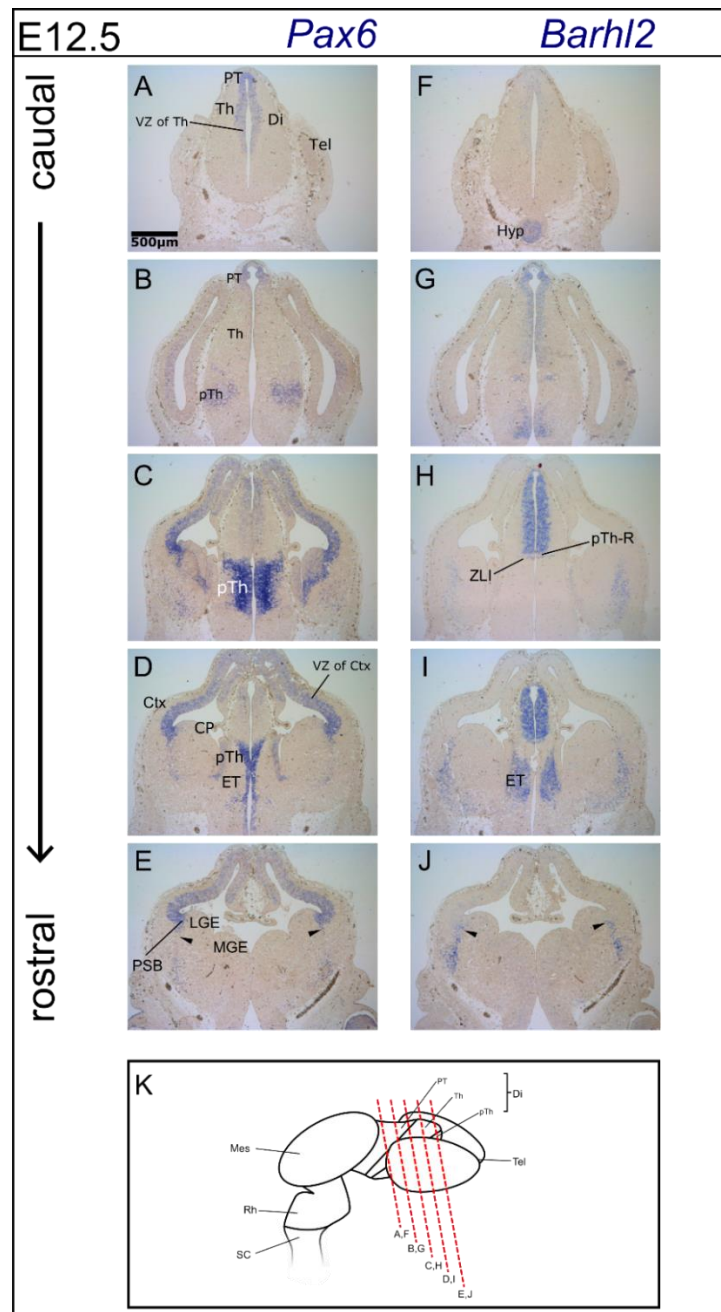 E12.5 Pax6 Barhl2
caudal
rostral
A
PT
Th
VZ of Th
Di
Tel
500µm
F
Hyp
B
PT
Th
pTh
G
C
pTh
H
pTh-R
ZLI
D
VZ of Ctx
Ctx
CP
pTh
ET
I
ET
E
LGE
MGE
PSB
J
K
PT
Th
pTh
Di
Mes
Tel
Rh
SC
A,F
B,G
C,H
D,I
E,J